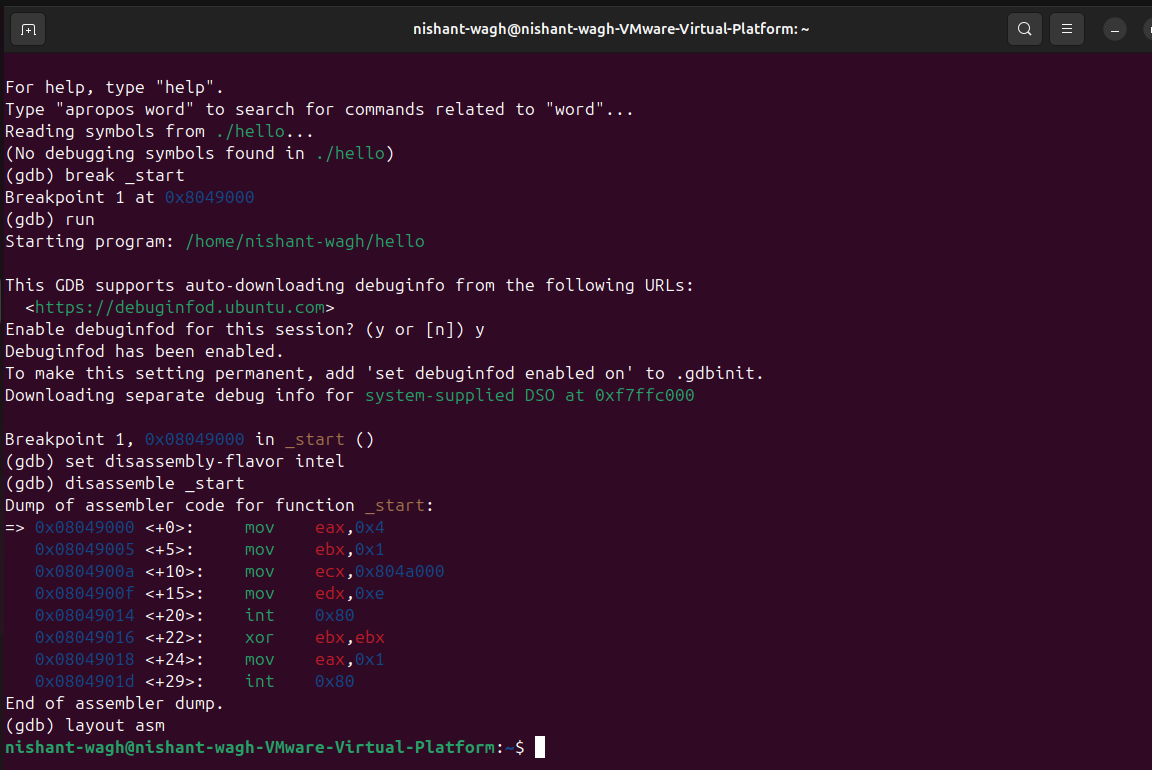 nishant-wagh@nishant-wagh-VMware-Virtual-Platform: ~
For help, type "help".
Type "apropos word" to search for commands related to "word"...
Reading symbols from ./hello...
(No debugging symbols found in ./hello)
(gdb) break _start
Breakpoint 1 at 0x8049000
(gdb) run
Starting program: /home/nishant-wagh/hello
This GDB supports auto-downloading debuginfo from the following URLs:
  <https://debuginfod.ubuntu.com>
Enable debuginfod for this session? (y or [n]) y
Debuginfod has been enabled.
To make this setting permanent, add 'set debuginfod enabled on' to .gdbinit.
Downloading separate debug info for system-supplied DSO at 0xf7ffc000
Breakpoint 1, 0x08049000 in _start ()
(gdb) set disassembly-flavor intel
(gdb) disassemble _start
Dump of assembler code for function _start:
=> 0x08049000 <+0>:     mov    eax,0x4
   0x08049005 <+5>:     mov    ebx,0x1
   0x0804900a <+10>:    mov    ecx,0x804a000
   0x0804900f <+15>:    mov    edx,0xe
   0x08049014 <+20>:    int    0x80
   0x08049016 <+22>:    xor    ebx,ebx
   0x08049018 <+24>:    mov    eax,0x1
   0x0804901d <+29>:    int    0x80
End of assembler dump.
(gdb) layout asm
nishant-wagh@nishant-wagh-VMware-Virtual-Platform:~$